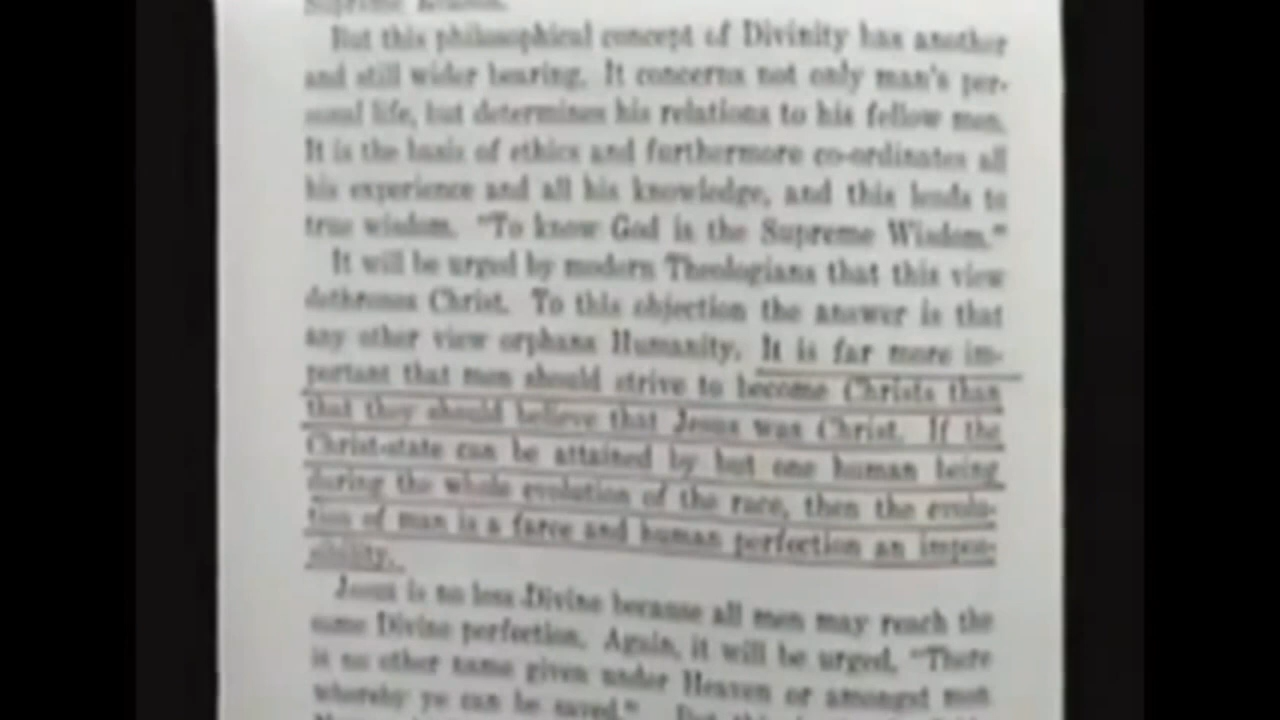 Supreme
But this philosophical concept of Divinity has another
and still wider bearing. It concerns not only man's per-
sonal life, but determines his relations to his fellow men.
It is the basis of ethics and furthermore co-ordinates all
his experience and all his knowledge, and this leads to
true wisdom. "To know God is the Supreme Wisdom."
It will be urged by modern Theologians that this view
dethrones Christ. To this objection the answer is that
any other view orphans Humanity. It is far more im-
portant that men should strive to become Christs than
that they should believe that Jesus was Christ. If the
Christ-state can be attained by but one human being
during the whole evolution of the race, then the evolu-
tion of man is a farce and human perfection an impos-
sibility.
Jesus is no less Divine because all men may reach the
same Divine perfection. Again, it will be urged, "There
is no other name given under Heaven or amongst men
whereby ye can be saved." But this